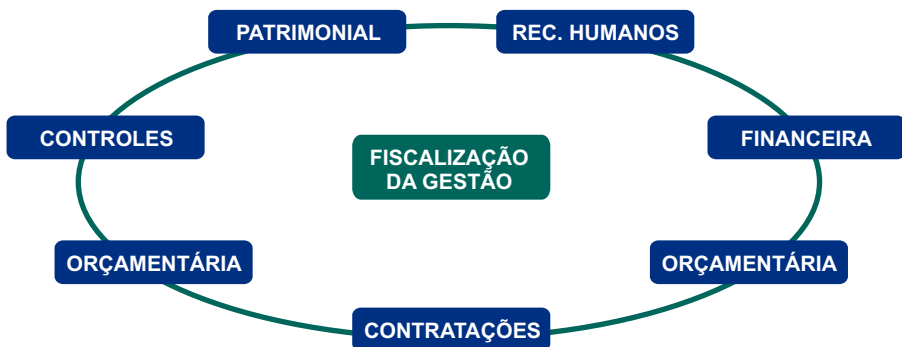 PATRIMONIAL
REC. HUMANOS
CONTROLES
FINANCEIRA
FISCALIZAÇÃO
DA GESTÃO
ORÇAMENTÁRIA
ORÇAMENTÁRIA
CONTRATAÇÕES